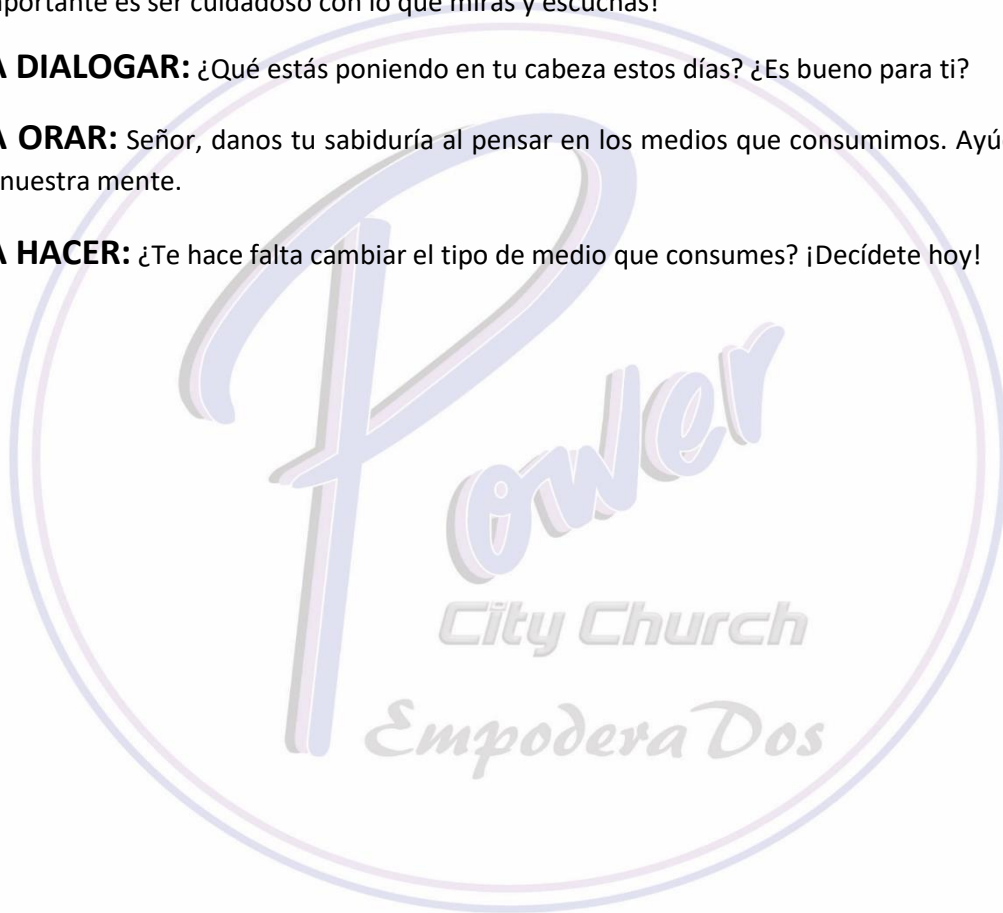 es ser cuidadoso con lo que miras y escuchas!
A DIALOGAR: ¿Qué estás poniendo en tu cabeza estos días? ¿Es bueno para ti?
A ORAR: Señor, danos tu sabiduría al pensar en los medios que consumimos.
nuestra mente.
A HACER: ¿Te hace falta cambiar el tipo de medio que consumes? ¡Decídete hoy!
Power
City Church
EmpoderaDos